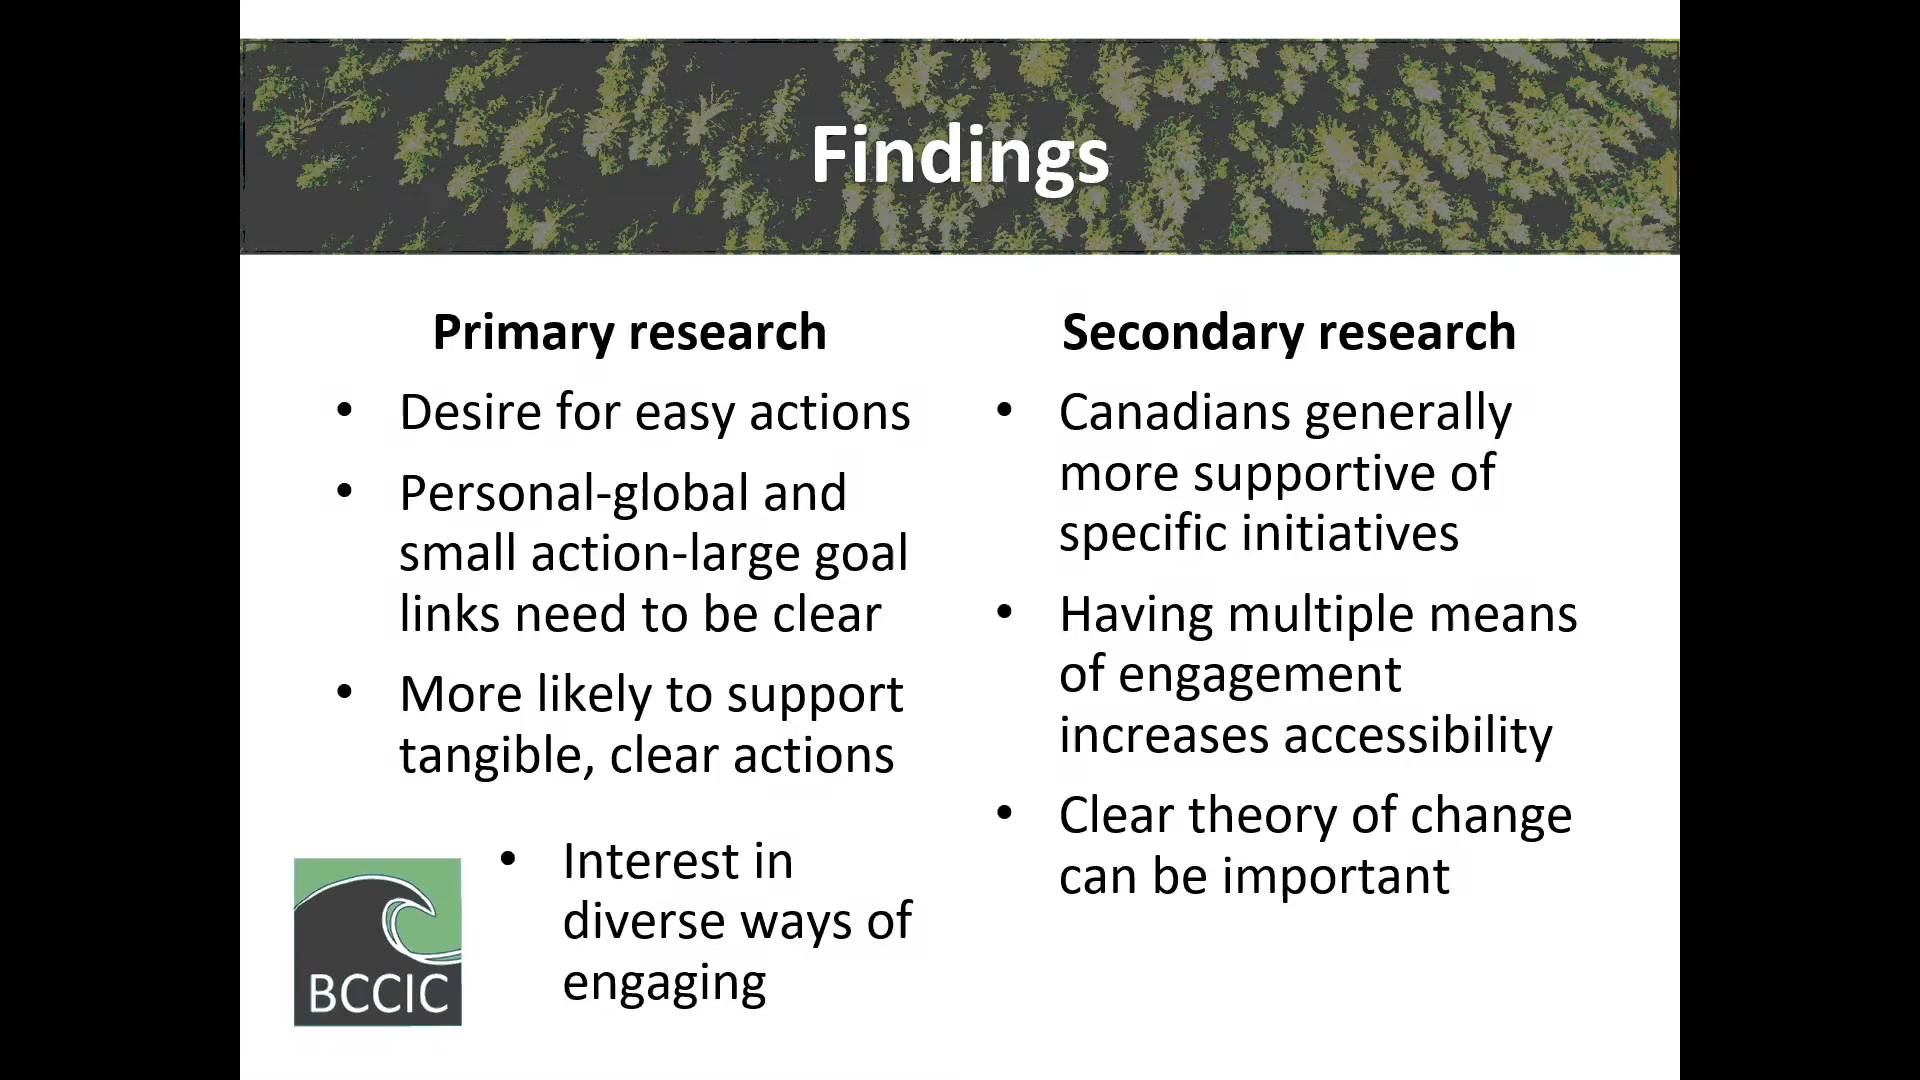 Findings
Primary research
• Desire for easy actions
• Personal-global and
small action-large goal
links need to be clear
• More likely to support
tangible, clear actions
• Interest in
diverse ways of
engaging
BCCIC
Secondary research
• Canadians generally
more supportive of
specific initiatives
• Having multiple means
of engagement
increases accessibility
• Clear theory of change
can be important